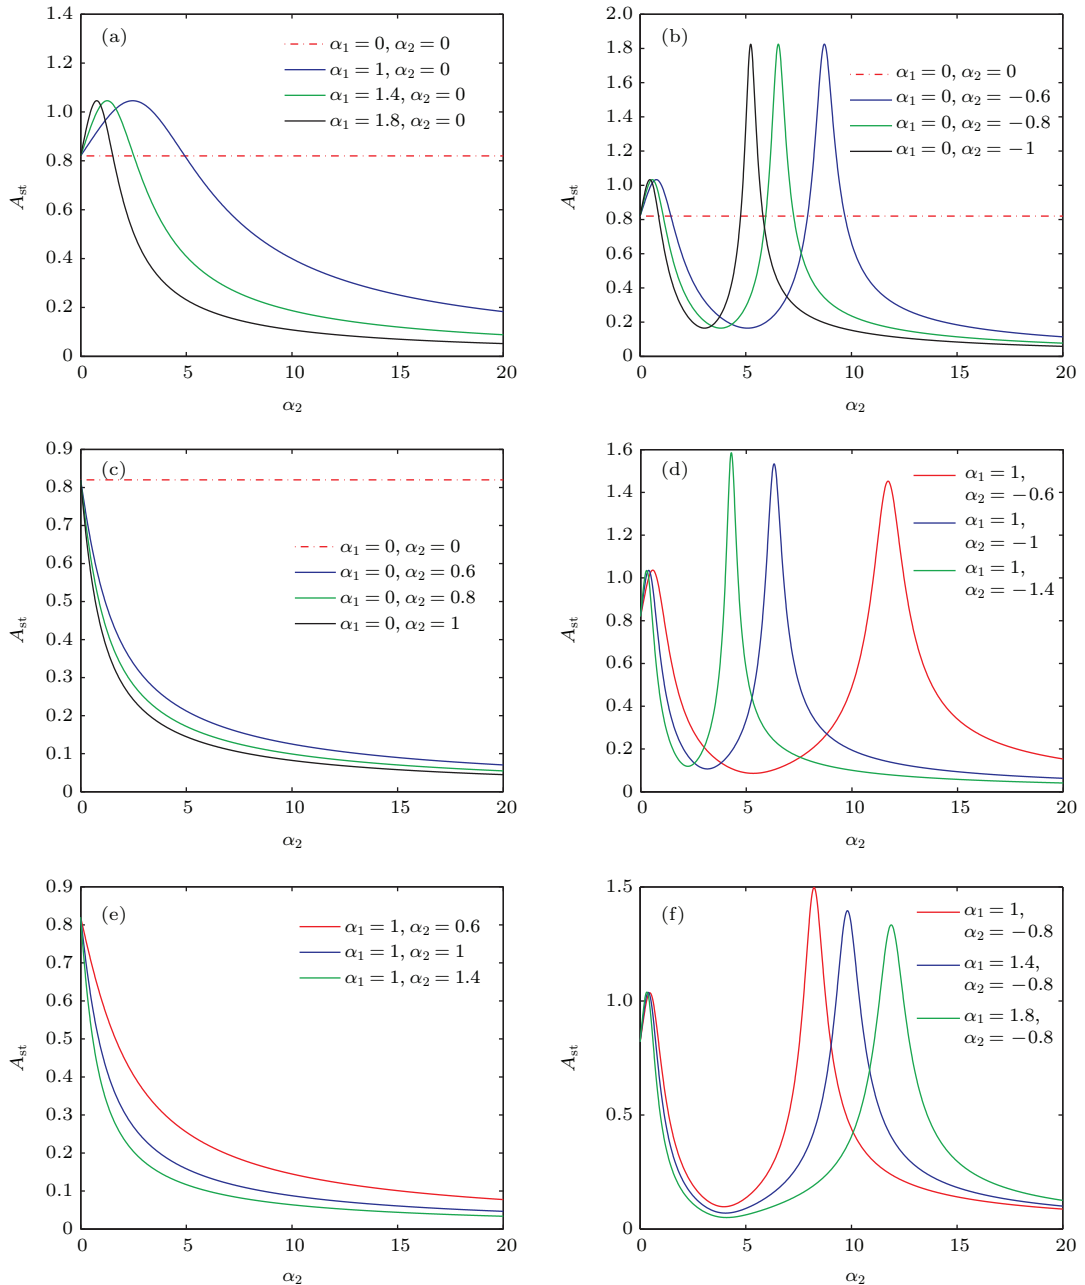 (a)
α₁ = 0, α₂ = 0
α₁ = 1, α₂ = 0
α₁ = 1.4, α₂ = 0
α₁ = 1.8, α₂ = 0
1.4
1.2
1.0
0.8
0.6
0.4
0.2
0
A_st
0 5 10 15 20
α₂
(b)
α₁ = 0, α₂ = 0
α₁ = 0, α₂ = −0.6
α₁ = 0, α₂ = −0.8
α₁ = 0, α₂ = −1
2.0
1.8
1.6
1.4
1.2
1.0
0.8
0.6
0.4
0.2
0
A_st
0 5 10 15 20
α₂
(c)
α₁ = 0, α₂ = 0
α₁ = 0, α₂ = 0.6
α₁ = 0, α₂ = 0.8
α₁ = 0, α₂ = 1
0.9
0.8
0.7
0.6
0.5
0.4
0.3
0.2
0.1
0
A_st
0 5 10 15 20
α₂
(d)
α₁ = 1,
α₂ = −0.6
α₁ = 1,
α₂ = −1
α₁ = 1,
α₂ = −1.4
1.6
1.4
1.2
1.0
0.8
0.6
0.4
0.2
0
A_st
0 5 10 15 20
α₂
(e)
α₁ = 1, α₂ = 0.6
α₁ = 1, α₂ = 1
α₁ = 1, α₂ = 1.4
0.9
0.8
0.7
0.6
0.5
0.4
0.3
0.2
0.1
0
A_st
0 5 10 15 20
α₂
(f)
α₁ = 1,
α₂ = −0.8
α₁ = 1.4,
α₂ = −0.8
α₁ = 1.8,
α₂ = −0.8
1.5
1.0
0.5
0
A_st
0 5 10 15 20
α₂